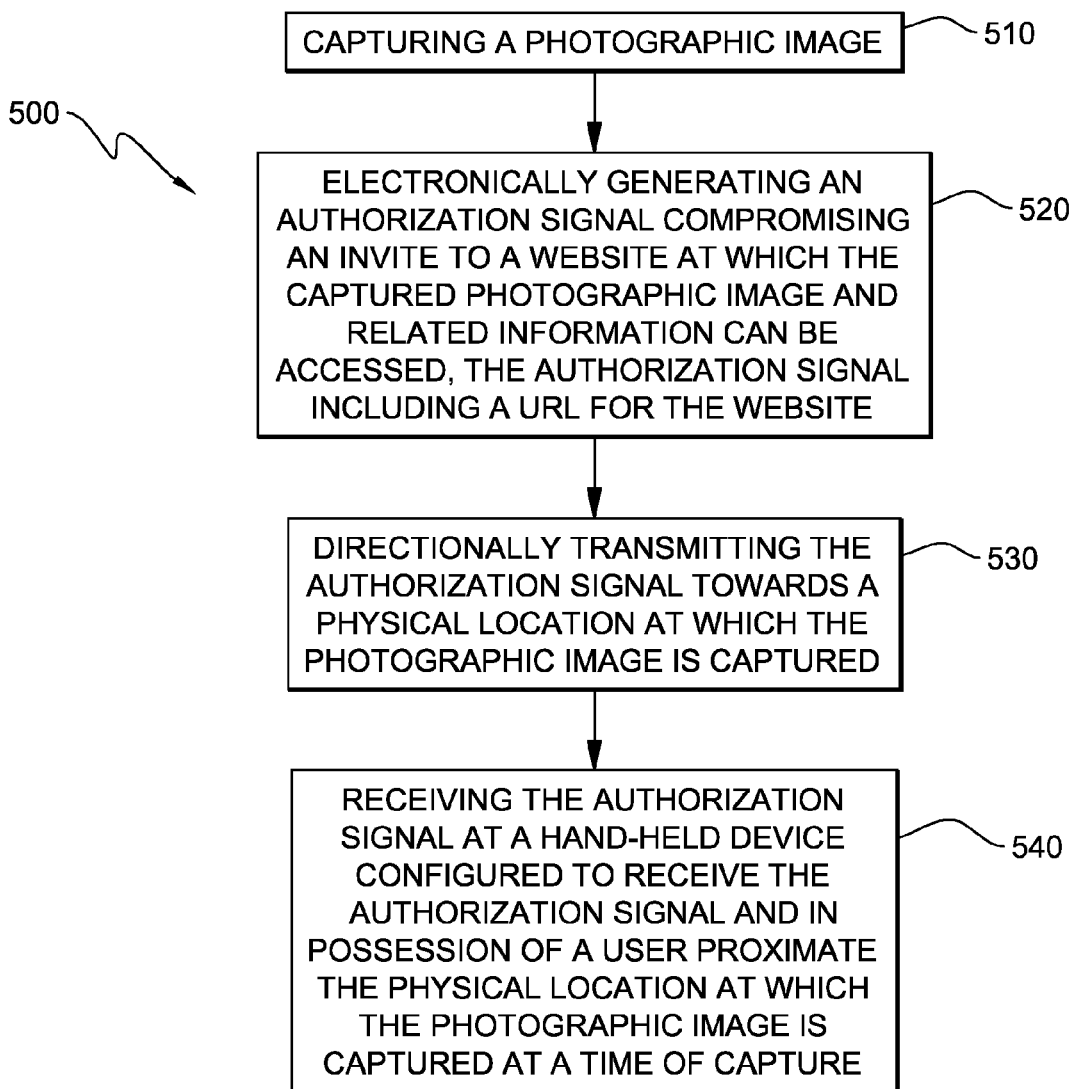 CAPTURING A PHOTOGRAPHIC IMAGE
510
500
ELECTRONICALLY GENERATING AN
AUTHORIZATION SIGNAL COMPROMISING
AN INVITE TO A WEBSITE AT WHICH THE
CAPTURED PHOTOGRAPHIC IMAGE AND
RELATED INFORMATION CAN BE
ACCESSED, THE AUTHORIZATION SIGNAL
INCLUDING A URL FOR THE WEBSITE
520
DIRECTIONALLY TRANSMITTING THE
AUTHORIZATION SIGNAL TOWARDS A
PHYSICAL LOCATION AT WHICH THE
PHOTOGRAPHIC IMAGE IS CAPTURED
530
RECEIVING THE AUTHORIZATION
SIGNAL AT A HAND-HELD DEVICE
CONFIGURED TO RECEIVE THE
AUTHORIZATION SIGNAL AND IN
POSSESSION OF A USER PROXIMATE
THE PHYSICAL LOCATION AT WHICH
THE PHOTOGRAPHIC IMAGE IS
CAPTURED AT A TIME OF CAPTURE
540